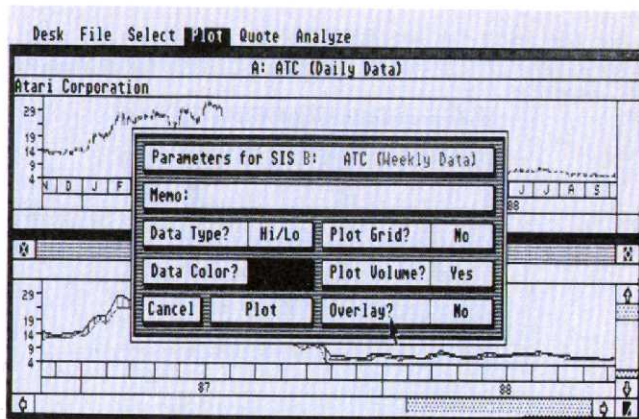 Desk File Select Plot Quote Analyze
A: ATC (Daily Data)
Atari Corporation
29
19
14
9
4
N D J F
J J A S
88
Parameters for SIS B: ATC (Weekly Data)
Memo:
Data Type? Hi/Lo Plot Grid? No
Data Color? Plot Volume? Yes
Cancel Plot Overlay? No
29
19
14
9
4
87 88